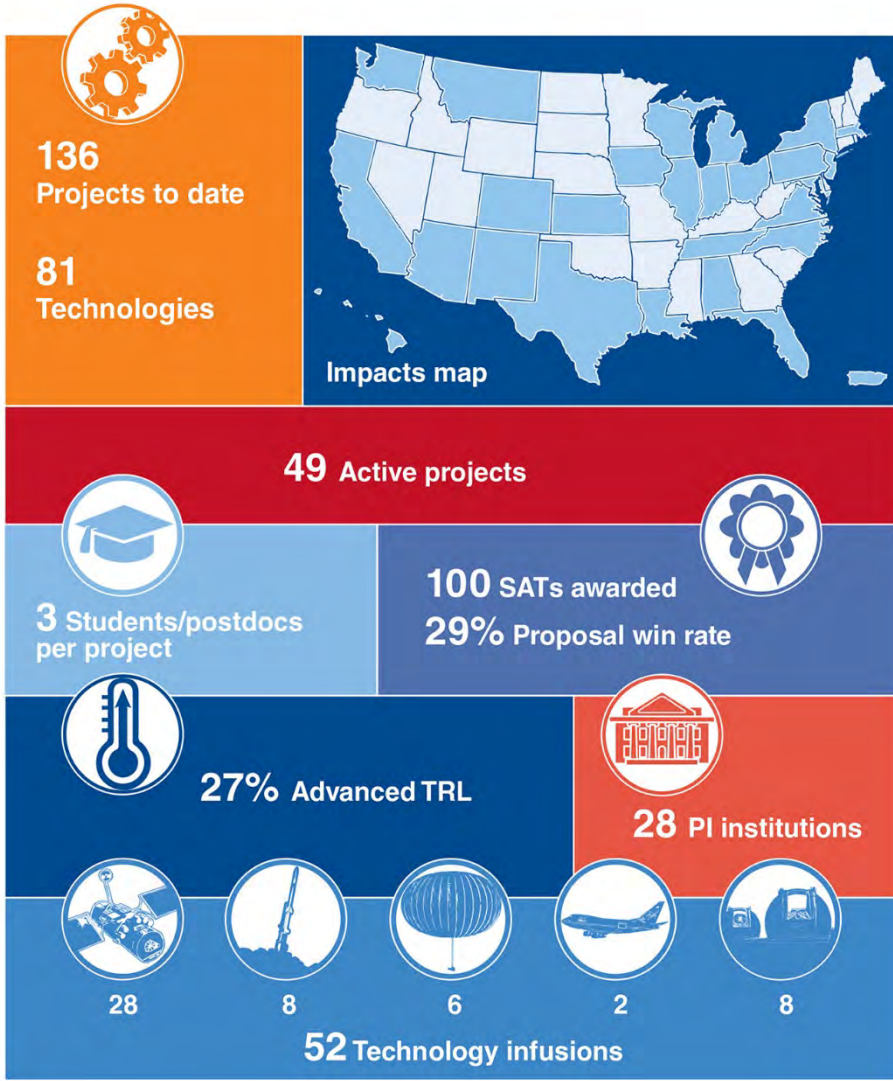 136
Projects to date
81
Technologies
Impacts map
49 Active projects
3 Students/postdocs
per project
100 SATs awarded
29% Proposal win rate
27% Advanced TRL
28 PI institutions
28
8
6
2
8
52 Technology infusions